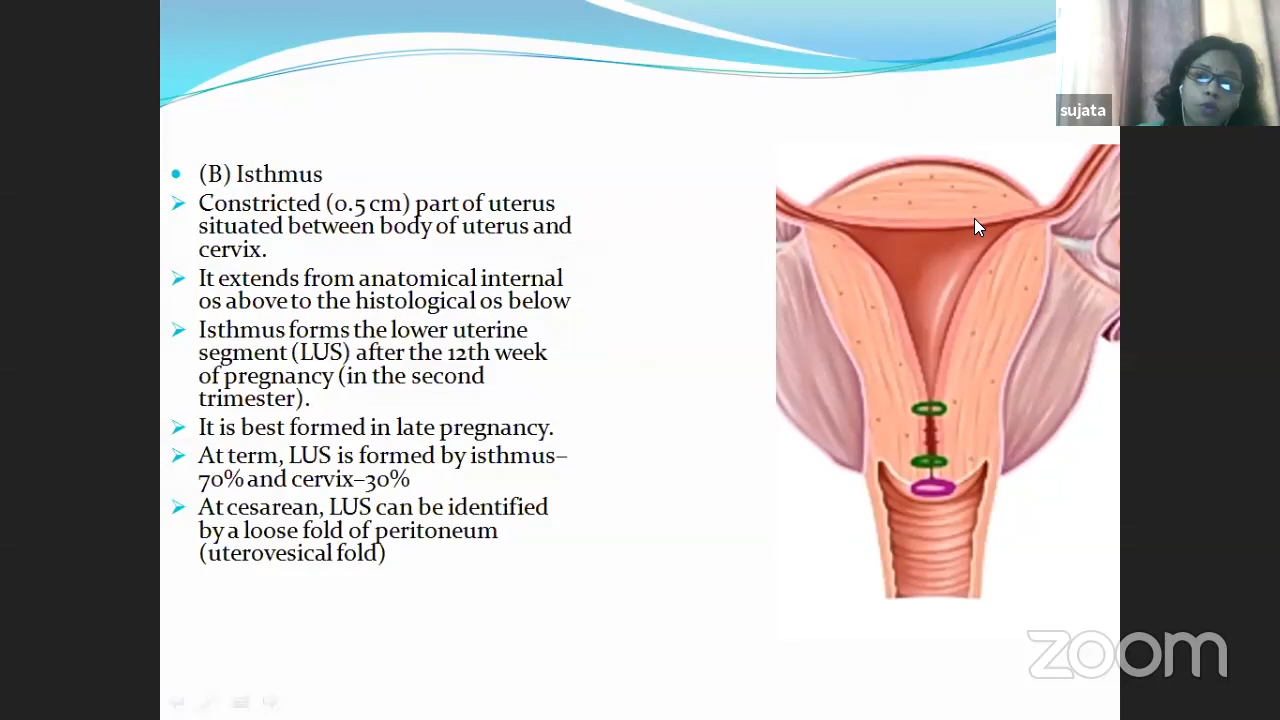 sujata
(B) Isthmus
Constricted (0.5 cm) part of uterus
situated between body of uterus and
cervix.
It extends from anatomical internal
os above to the histological os below
Isthmus forms the lower uterine
segment (LUS) after the 12th week
of pregnancy (in the second
trimester).
It is best formed in late pregnancy.
At term, LUS is formed by isthmus–
70% and cervix–30%
At cesarean, LUS can be identified
by a loose fold of peritoneum
(uterovesical fold)
zoom